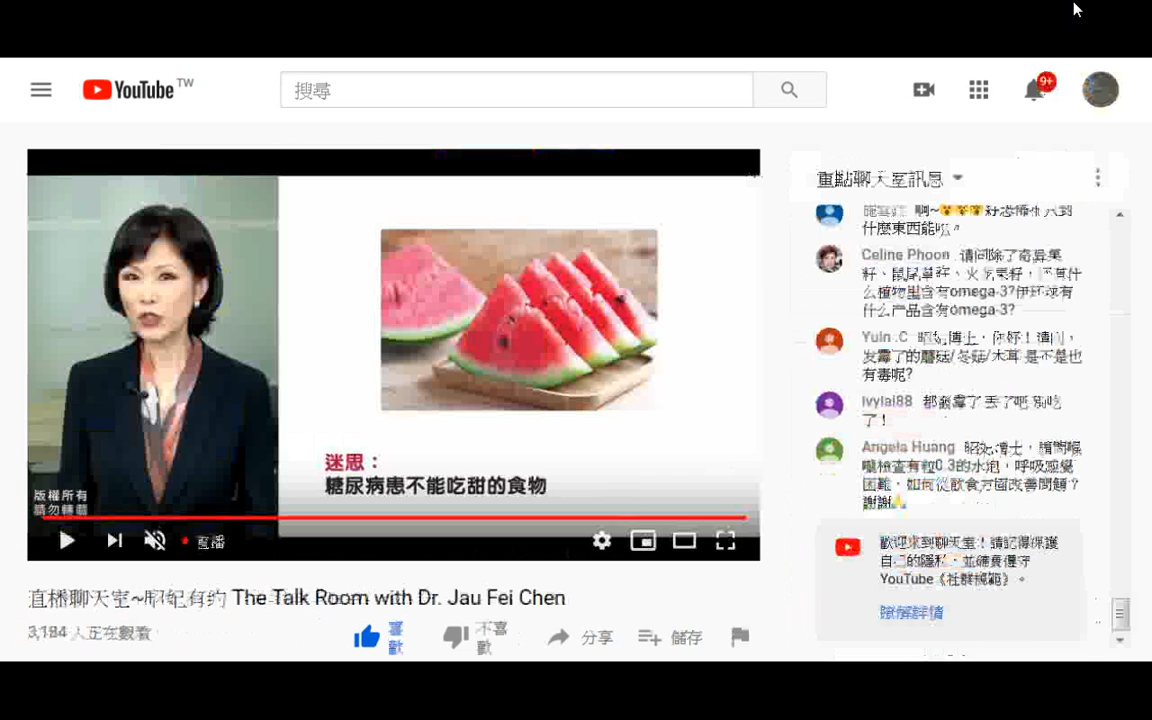 YouTube TW
搜尋
9+
迷思：
糖尿病患不能吃甜的食物
版權所有
請勿轉載
直播
直播聊天室~昭妃有約 The Talk Room with Dr. Jau Fei Chen
3,184 人正在觀看
喜歡
不喜歡
分享
儲存
重點聊天室訊息
什麼東西能吃。
Celine Phoon 请问除了奇异果
籽、鼠尾草籽、火龙果籽，还有什
么植物里含有omega-3?伊环球有
什么产品含有omega-3?
Yuin .C 昭妃博士，你好！请问，
发霉了的蘑菇/冬菇/木耳 是不是也
有毒呢?
ivylai88 都發霉了 丟了吧 別吃
了！
Angela Huang 昭妃博士，請問喉
嚨檢查有粒0.3的水泡，呼吸感覺
困難，如何從飲食方面改善問題？
謝謝
歡迎來到聊天室！請記得保護
自己的隱私，並確實遵守
YouTube《社群規範》。
瞭解詳情